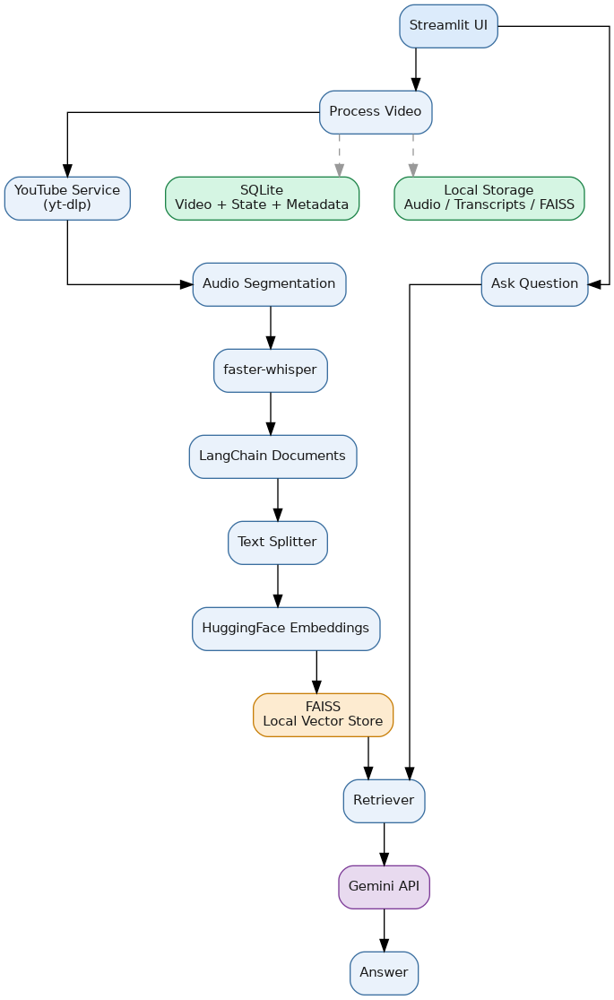 Streamlit UI
Process Video
YouTube Service
(yt-dlp)
SQLite
Video + State + Metadata
Local Storage
Audio / Transcripts / FAISS
Audio Segmentation
Ask Question
faster-whisper
LangChain Documents
Text Splitter
HuggingFace Embeddings
FAISS
Local Vector Store
Retriever
Gemini API
Answer